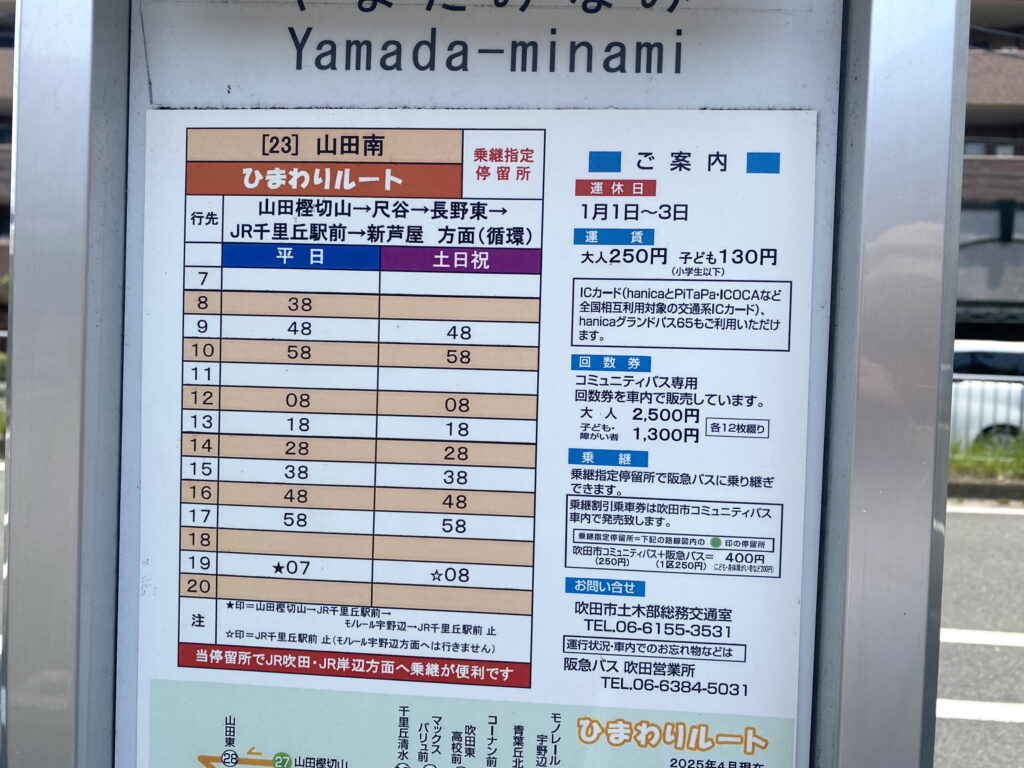 やまだみなみ
Yamada-minami
[23] 山田南
ひまわりルート
乗継指定
停留所
行先
山田樫切山→尺谷→長野東→
JR千里丘駅前→新芦屋 方面(循環)
平日 土日祝
7
8 38
9 48 48
10 58 58
11
12 08 08
13 18 18
14 28 28
15 38 38
16 48 48
17 58 58
18
19 ★07 ☆08
20
注
★印=山田樫切山→JR千里丘駅前→
モノレール宇野辺→JR千里丘駅前 止
☆印=JR千里丘駅前 止(モノレール宇野辺方面へは行きません)
当停留所でJR吹田・JR岸辺方面へ乗継が便利です
ご案内
運休日
1月1日~3日
運賃
大人250円 子ども130円
(小学生以下)
ICカード(hanicaとPiTaPa・ICOCAなど
全国相互利用対象の交通系ICカード)、
hanicaグランドパス65もご利用いただけ
ます。
回数券
コミュニティバス専用
回数券を車内で販売しています。
大人 2,500円
子ども・
障がい者 1,300円
各12枚綴り
乗継
乗継指定停留所で阪急バスに乗り継ぎ
できます。
乗継割引乗車券は吹田市コミュニティバス
車内で発売致します。
乗継指定停留所=下記の路線図内の●印の停留所
吹田市コミュニティバス+阪急バス= 400円
(250円) (1区250円) (こども・身体障がい者など200円)
お問い合せ
吹田市土木部総務交通室
TEL.06-6155-3531
運行状況・車内でのお忘れ物などは
阪急バス 吹田営業所
TEL.06-6384-5031
山田東
28
27 山田樫切山
千里丘清水
マックス
バリュ前
吹田東
高校前
コーナン前
青葉丘北
モノレール
宇野辺
ひまわりルート
2025年4月現在